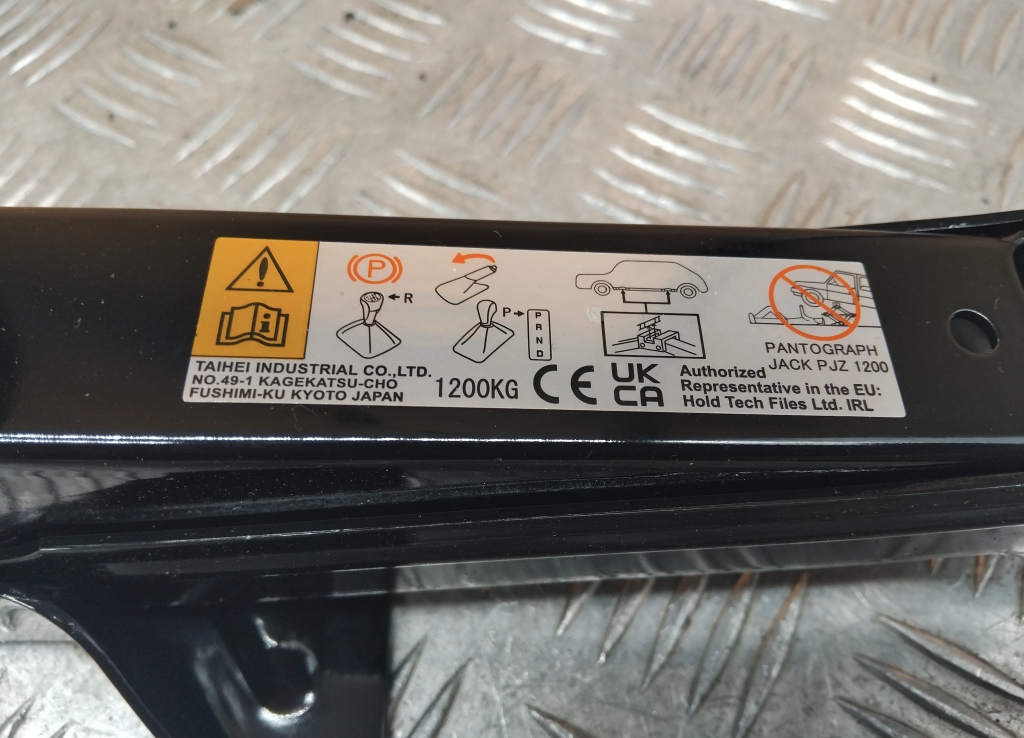 P
R
P
P
R
N
D
PANTOGRAPH
JACK PJZ 1200
TAIHEI INDUSTRIAL CO.,LTD.
NO.49-1 KAGEKATSU-CHO
FUSHIMI-KU KYOTO JAPAN
1200KG
CE
UK
CA
Authorized
Representative in the EU:
Hold Tech Files Ltd. IRL